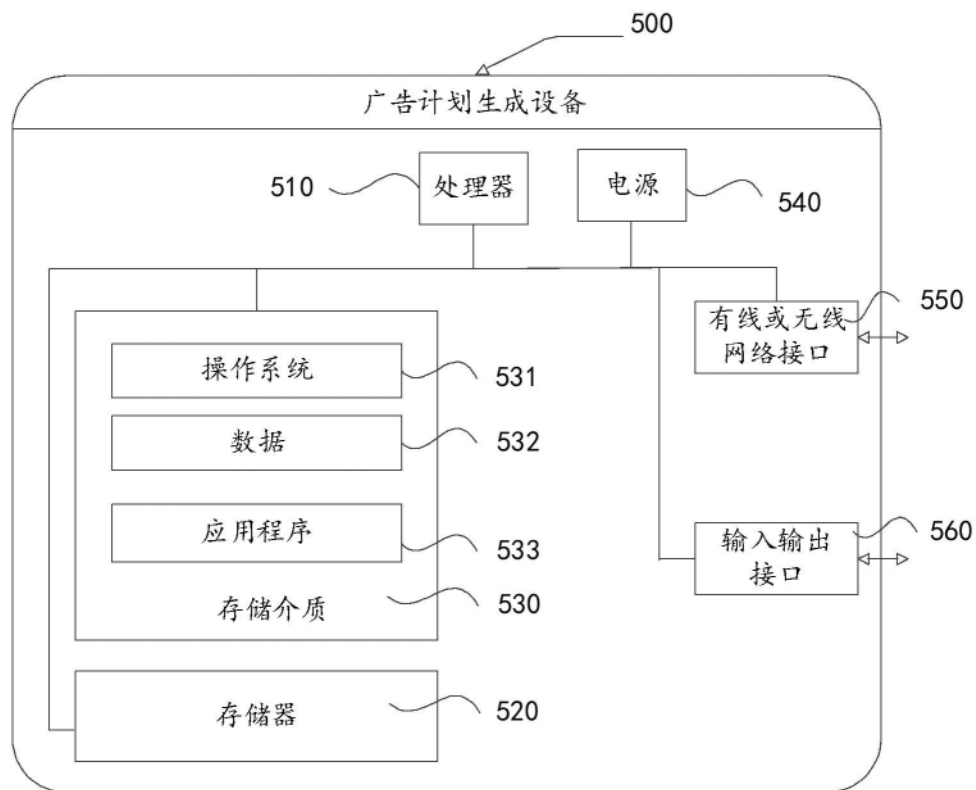 500
广告计划生成设备
510
处理器
电源
540
有线或无线
网络接口
550
操作系统
531
数据
532
应用程序
533
存储介质
530
输入输出
接口
560
存储器
520